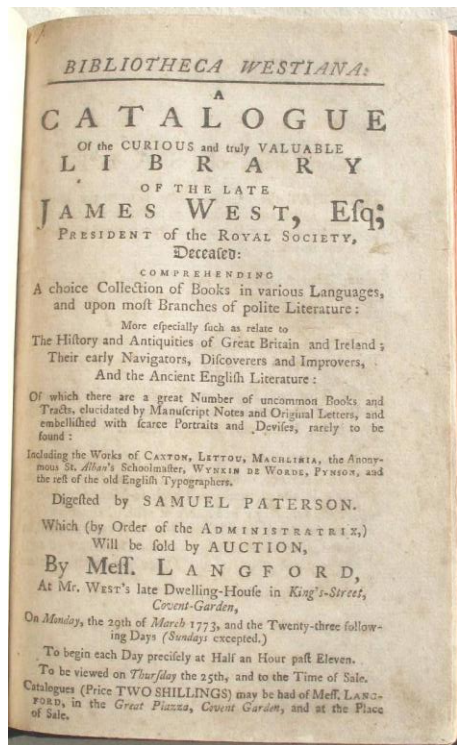 BIBLIOTHECA WESTIANA:
A
CATALOGUE
Of the CURIOUS and truly VALUABLE
LIBRARY
OF THE LATE
JAMES WEST, Eſq;
PRESIDENT of the ROYAL SOCIETY,
Deceaſed:
COMPREHENDING
A choice Collection of Books in various Languages,
and upon moſt Branches of polite Literature:
More eſpecially ſuch as relate to
The Hiſtory and Antiquities of Great Britain and Ireland;
Their early Navigators, Diſcoverers and Improvers,
And the Ancient Engliſh Literature:
Of which there are a great Number of uncommon Books and
Tracts, elucidated by Manuſcript Notes and Original Letters, and
embelliſhed with ſcarce Portraits and Deviſes, rarely to be
found:
Including the Works of CAXTON, LETTOU, MACHLINIA, the Anony-
mous St. Alban's Schoolmaſter, WYNKIN DE WORDE, PYNSON, and
the reſt of the old Engliſh Typographers.
Digeſted by SAMUEL PATERSON.
Which (by Order of the ADMINISTRATRIX,)
Will be ſold by AUCTION,
By Meſſ. LANGFORD,
At Mr. WEST's late Dwelling-Houſe in King's-Street,
Covent-Garden,
On Monday, the 29th of March 1773, and the Twenty-three follow-
ing Days (Sundays excepted.)
To begin each Day preciſely at Half an Hour paſt Eleven.
To be viewed on Thurſday the 25th, and to the Time of Sale.
Catalogues (Price TWO SHILLINGS) may be had of Meſſ. LANG-
FORD, in the Great Piazza, Covent Garden, and at the Place
of Sale.